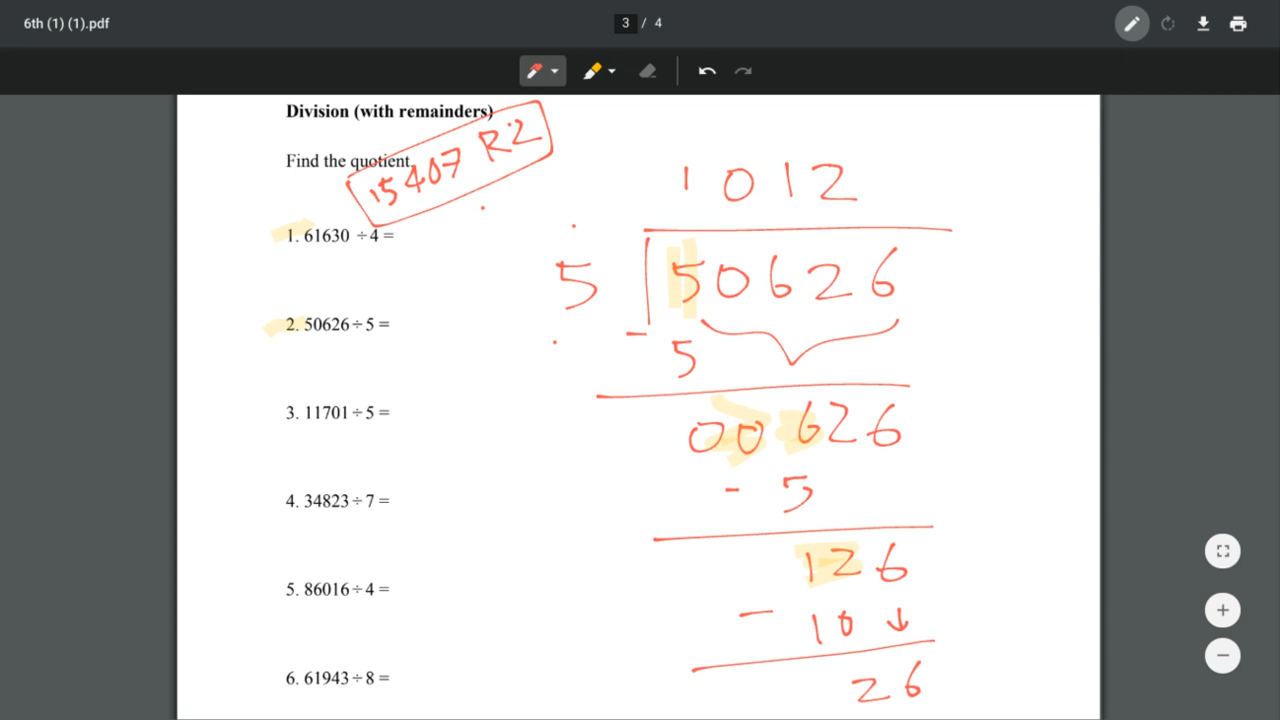 6th (1) (1).pdf
3 / 4
Division (with remainders)
Find the quotient.
15407 R2
1. 61630 ÷ 4 =
2. 50626 ÷ 5 =
3. 11701 ÷ 5 =
4. 34823 ÷ 7 =
5. 86016 ÷ 4 =
6. 61943 ÷ 8 =
1012
5 50626
- 5
00626
- 5
126
- 10 ↓
26